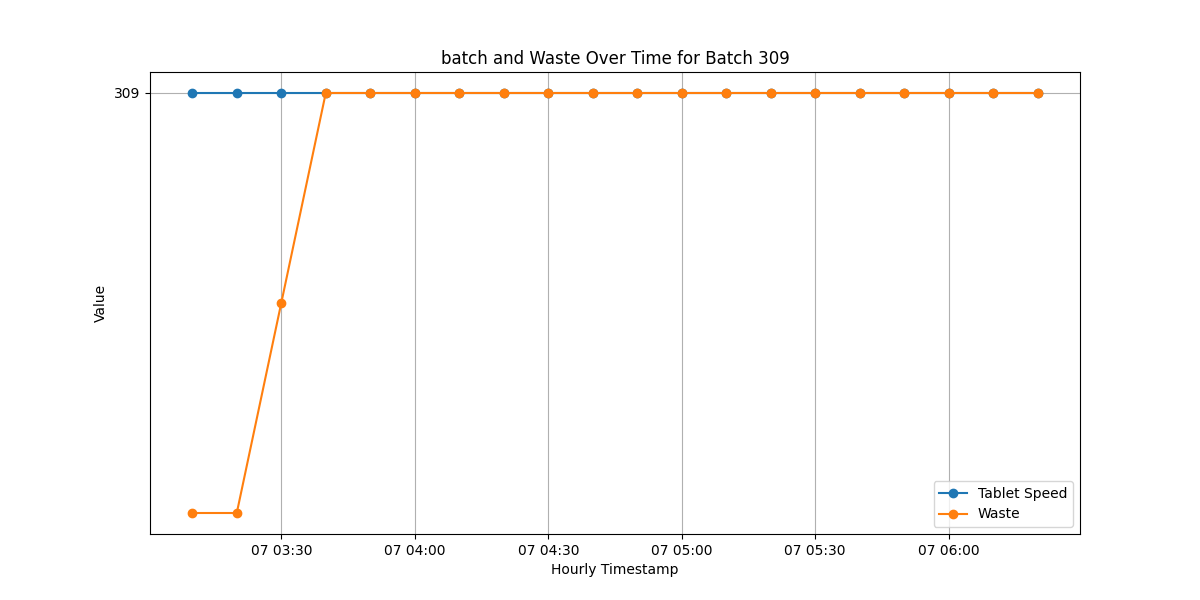 batch and Waste Over Time for Batch 309
309
Value
07 03:30
07 04:00
07 04:30
07 05:00
07 05:30
07 06:00
Hourly Timestamp
Tablet Speed
Waste